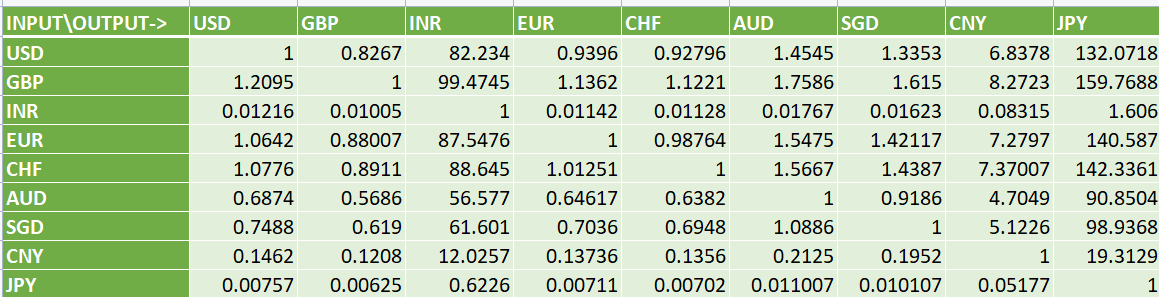 INPUT\OUTPUT-> USD GBP INR EUR CHF AUD SGD CNY JPY
USD 1 0.8267 82.234 0.9396 0.92796 1.4545 1.3353 6.8378 132.0718
GBP 1.2095 1 99.4745 1.1362 1.1221 1.7586 1.615 8.2723 159.7688
INR 0.01216 0.01005 1 0.01142 0.01128 0.01767 0.01623 0.08315 1.606
EUR 1.0642 0.88007 87.5476 1 0.98764 1.5475 1.42117 7.2797 140.587
CHF 1.0776 0.8911 88.645 1.01251 1 1.5667 1.4387 7.37007 142.3361
AUD 0.6874 0.5686 56.577 0.64617 0.6382 1 0.9186 4.7049 90.8504
SGD 0.7488 0.619 61.601 0.7036 0.6948 1.0886 1 5.1226 98.9368
CNY 0.1462 0.1208 12.0257 0.13736 0.1356 0.2125 0.1952 1 19.3129
JPY 0.00757 0.00625 0.6226 0.00711 0.00702 0.011007 0.010107 0.05177 1